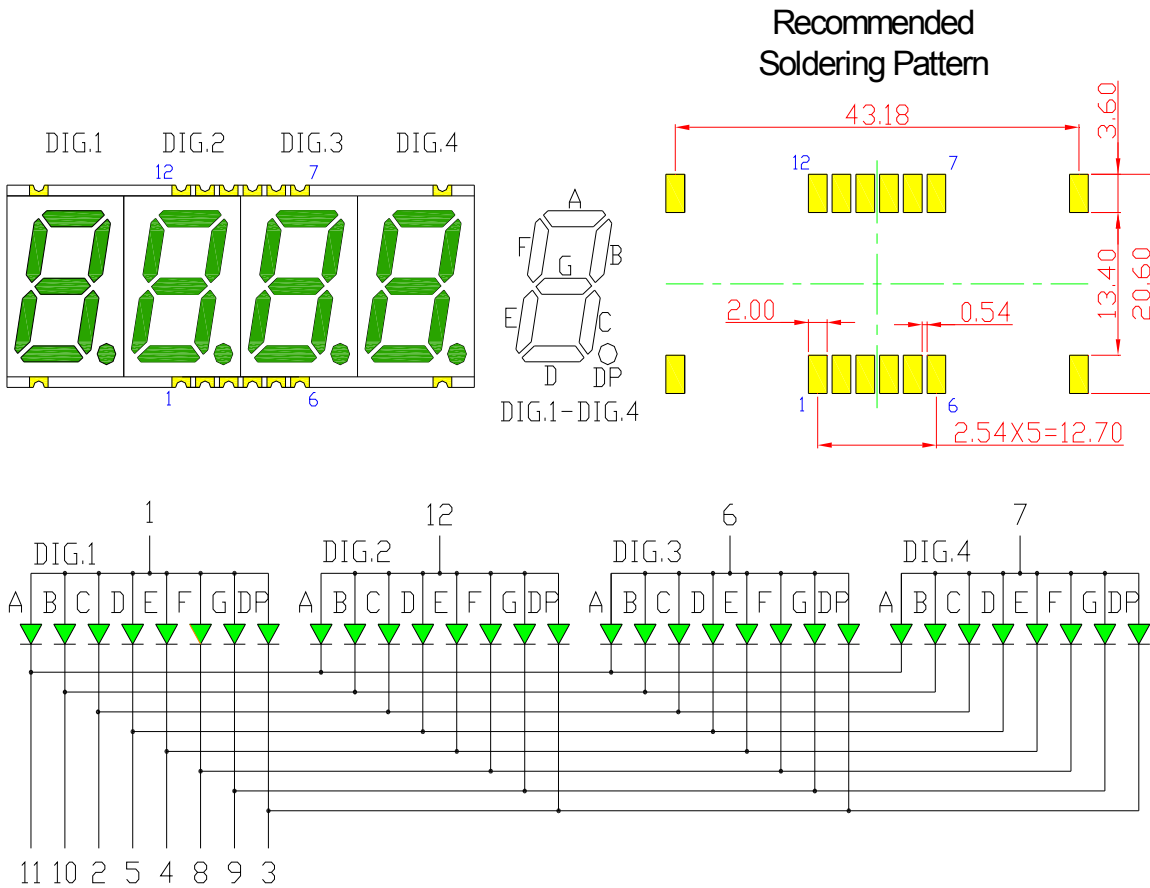 Recommended
Soldering Pattern
DIG.1 DIG.2 DIG.3 DIG.4
12 7
1 6
A
F B
G
E C
D DP
DIG.1-DIG.4
43.18
3.60
12 7
13.40
20.60
2.00 0.54
1 6
2.54X5=12.70
1 12 6 7
DIG.1 DIG.2 DIG.3 DIG.4
A B C D E F G DP A B C D E F G DP A B C D E F G DP A B C D E F G DP
11 10 2 5 4 8 9 3